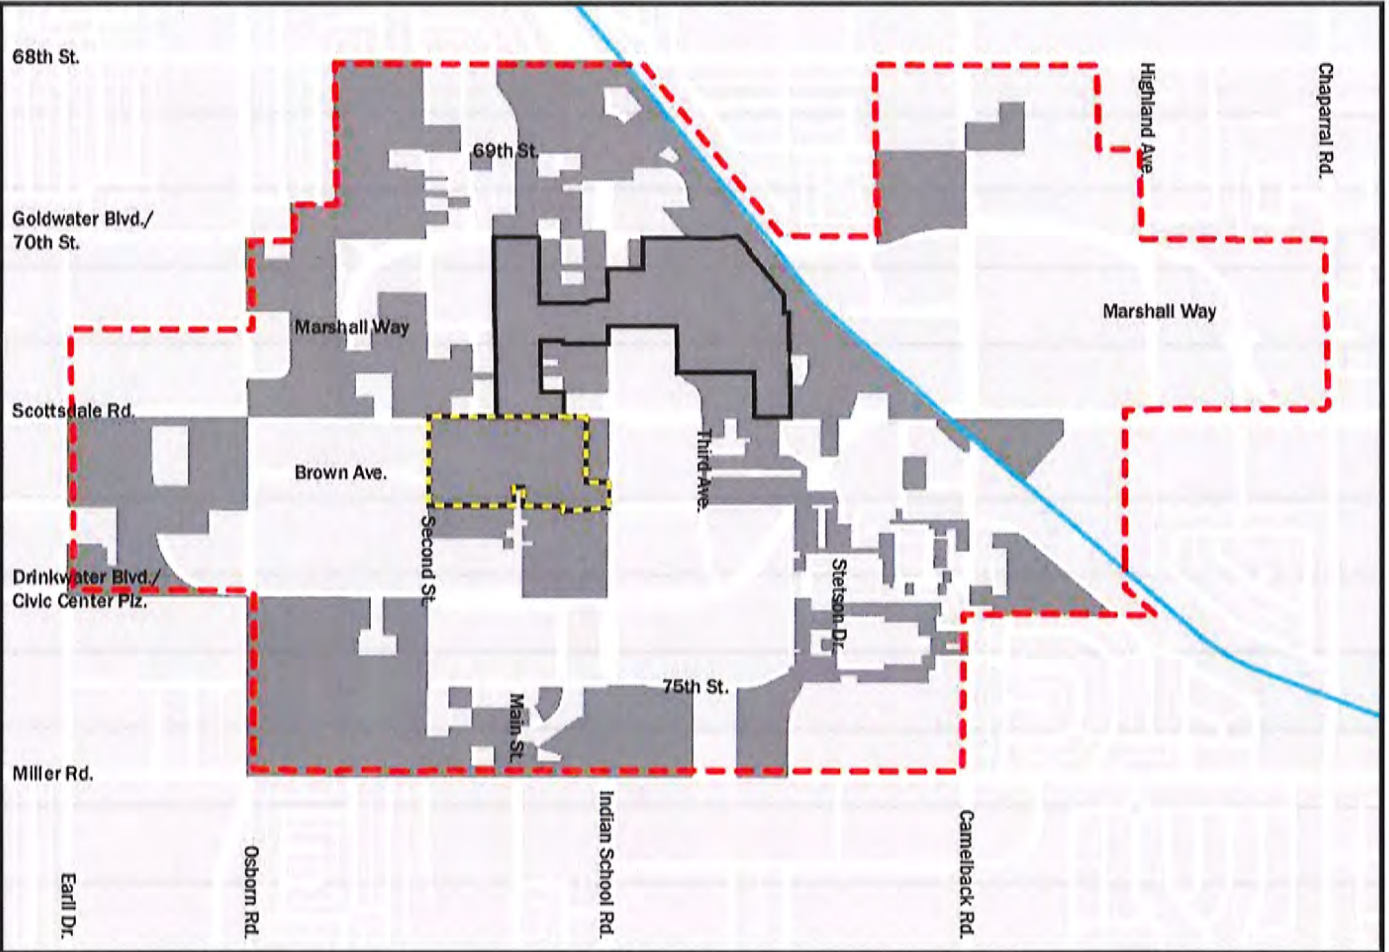 68th St.
Highland Ave.
Chaparral Rd.
69th St.
Goldwater Blvd./
70th St.
Marshall Way
Marshall Way
Scottsdale Rd.
Brown Ave.
Third Ave.
Second St.
Drinkwater Blvd./
Civic Center Plz.
Stetson Dr.
75th St.
Main St.
Miller Rd.
Indian School Rd.
Camelback Rd.
Osborn Rd.
Earll Dr.